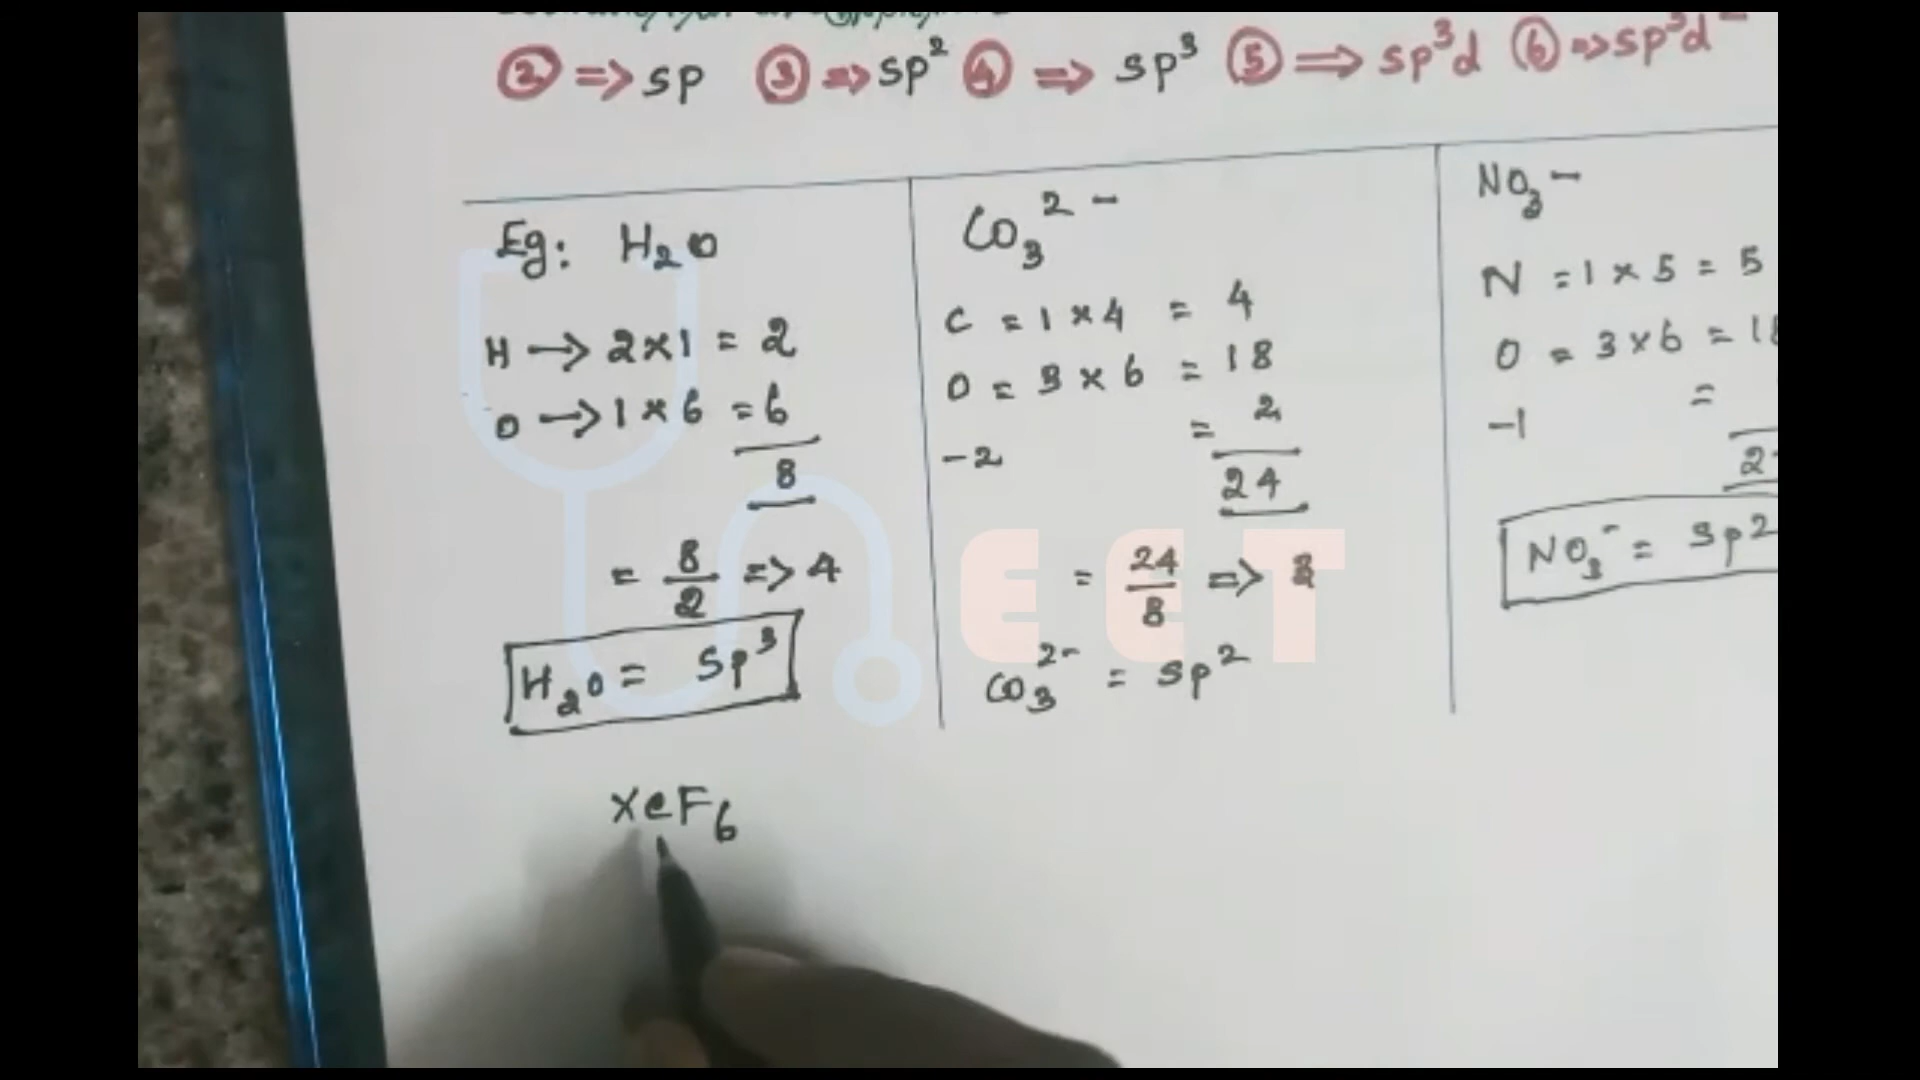 ② => sp ③ => sp² ④ => sp³ ⑤ => sp³d ⑥ => sp³d
Eg: H₂O
H → 2 × 1 = 2
O → 1 × 6 = 6
8
= 8/2 => 4
H₂O = sp³
CO₃²⁻
C = 1 × 4 = 4
O = 3 × 6 = 18
-2 = 2
24
= 24/8 => 3
CO₃²⁻ = sp²
NO₃⁻
N = 1 × 5 = 5
O = 3 × 6 =
-1 =
NO₃⁻ = sp²
XeF₆
EET